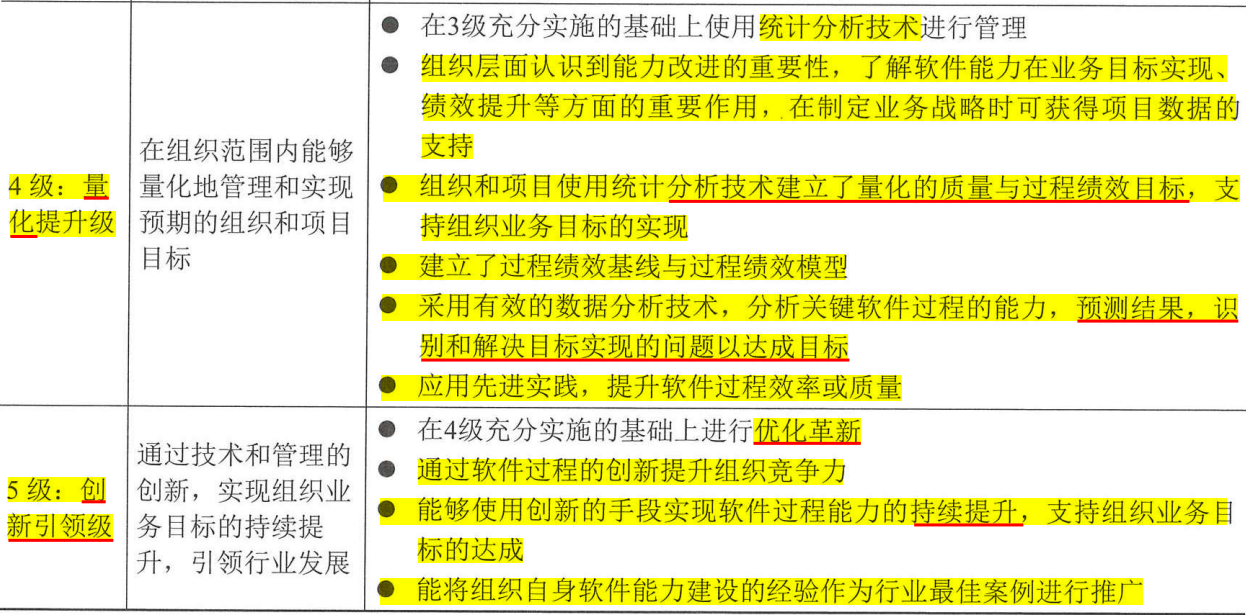 4 级：量
化提升级
在组织范围内能够
量化地管理和实现
预期的组织和项目
目标
● 在3级充分实施的基础上使用统计分析技术进行管理
● 组织层面认识到能力改进的重要性，了解软件能力在业务目标实现、
绩效提升等方面的重要作用，在制定业务战略时可获得项目数据的
支持
● 组织和项目使用统计分析技术建立了量化的质量与过程绩效目标，支
持组织业务目标的实现
● 建立了过程绩效基线与过程绩效模型
● 采用有效的数据分析技术，分析关键软件过程的能力，预测结果，识
别和解决目标实现的问题以达成目标
● 应用先进实践，提升软件过程效率或质量
5 级：创
新引领级
通过技术和管理的
创新，实现组织业
务目标的持续提
升，引领行业发展
● 在4级充分实施的基础上进行优化革新
● 通过软件过程的创新提升组织竞争力
● 能够使用创新的手段实现软件过程能力的持续提升，支持组织业务目
标的达成
● 能将组织自身软件能力建设的经验作为行业最佳案例进行推广